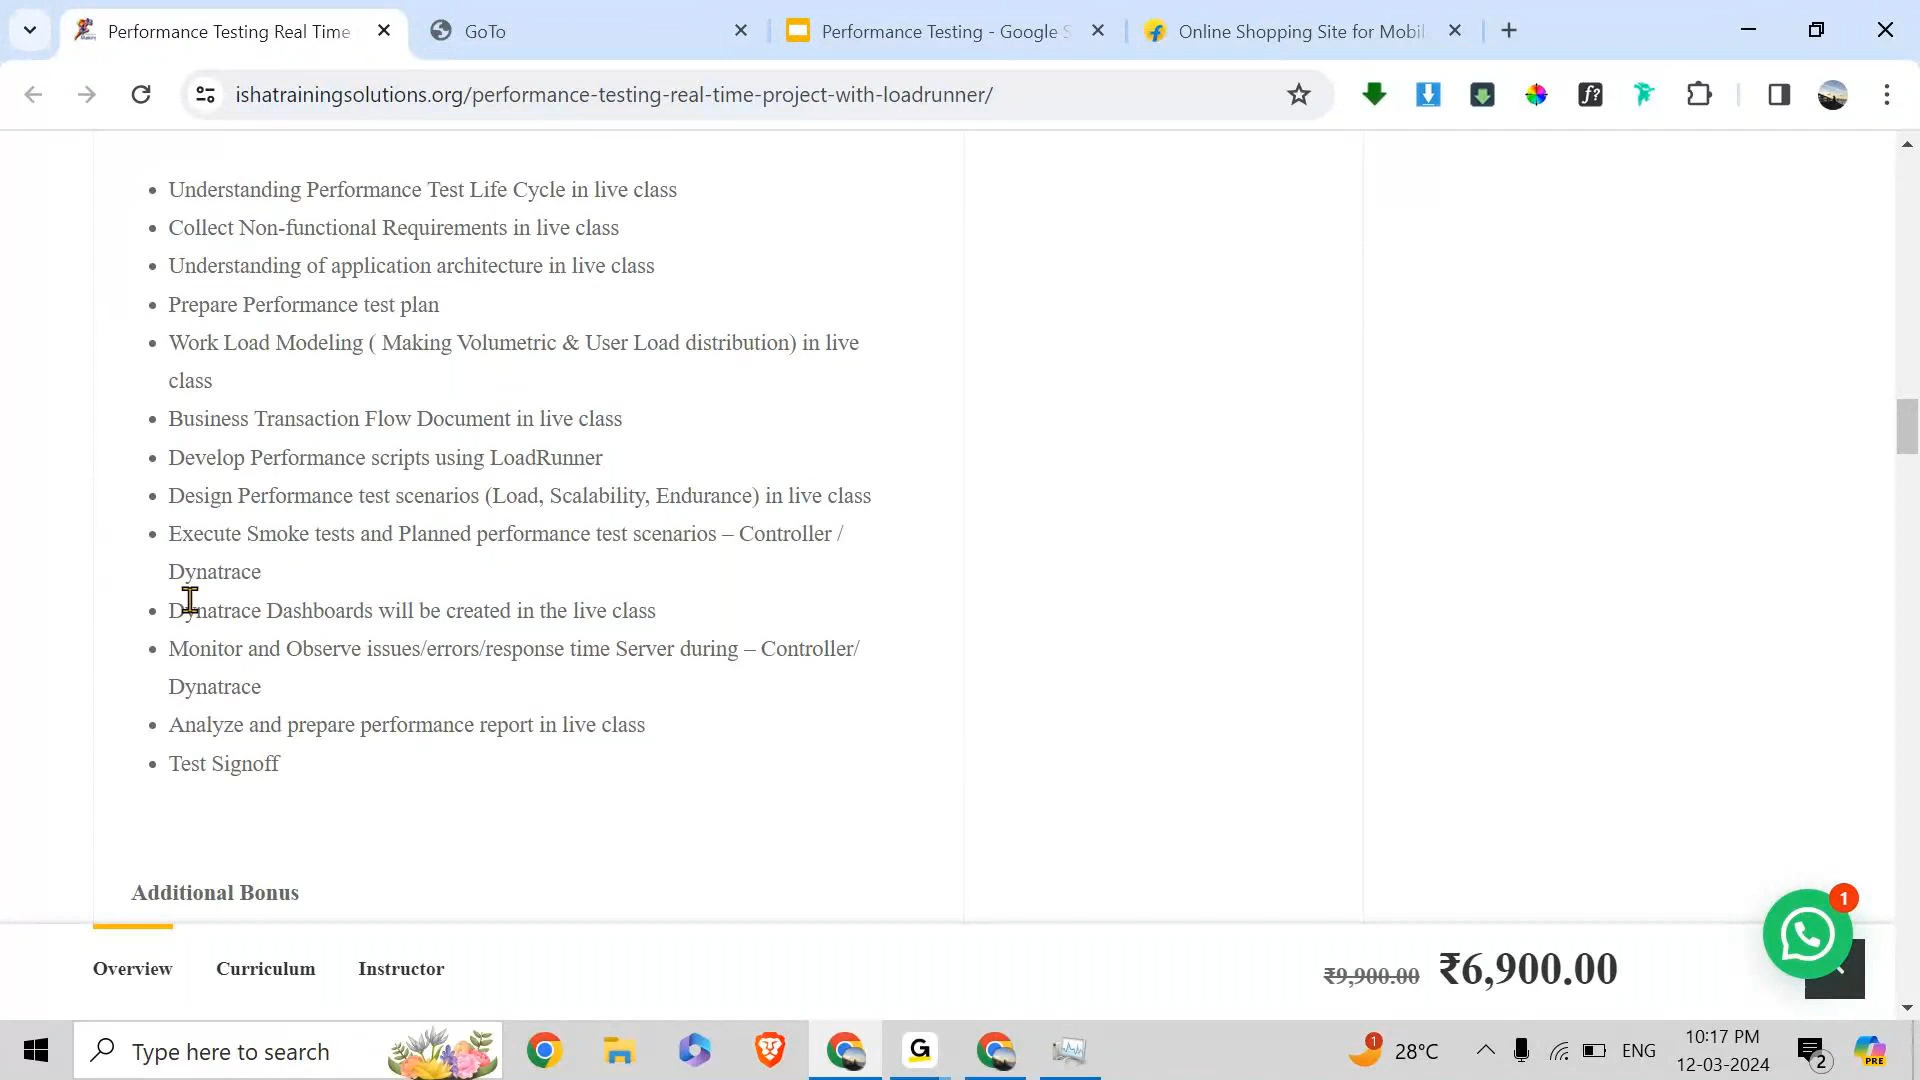 Performance Testing Real Time
GoTo
Performance Testing - Google S
Online Shopping Site for Mobil
ishatrainingsolutions.org/performance-testing-real-time-project-with-loadrunner/
f?
• Understanding Performance Test Life Cycle in live class
• Collect Non-functional Requirements in live class
• Understanding of application architecture in live class
• Prepare Performance test plan
• Work Load Modeling ( Making Volumetric & User Load distribution) in live
class
• Business Transaction Flow Document in live class
• Develop Performance scripts using LoadRunner
• Design Performance test scenarios (Load, Scalability, Endurance) in live class
• Execute Smoke tests and Planned performance test scenarios – Controller /
Dynatrace
• Dynatrace Dashboards will be created in the live class
• Monitor and Observe issues/errors/response time Server during – Controller/
Dynatrace
• Analyze and prepare performance report in live class
• Test Signoff
Additional Bonus
1
Overview Curriculum Instructor
₹9,900.00 ₹6,900.00
Type here to search
G
1
28°C
ENG
10:17 PM
12-03-2024
2
PRE